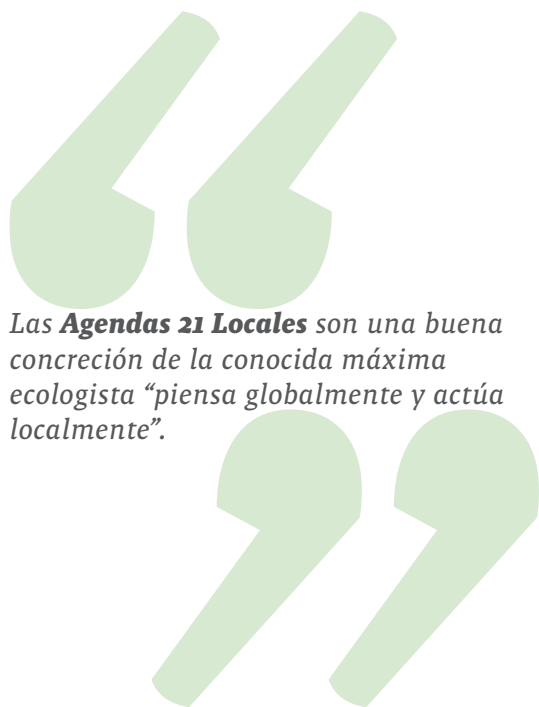 Las Agendas 21 Locales son una buena
concreción de la conocida máxima
ecologista “piensa globalmente y actúa
localmente”.